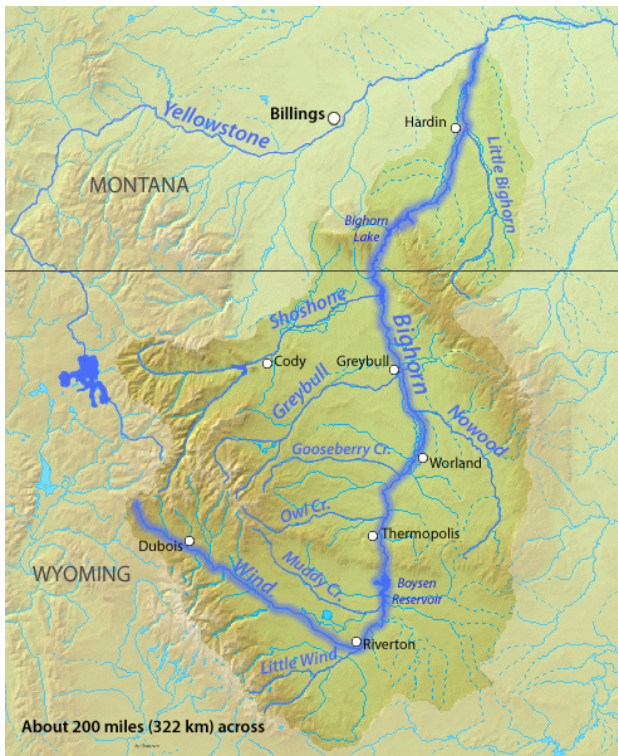 Yellowstone
Billings
Hardin
Little Bighorn
MONTANA
Bighorn
Lake
Shoshone
Bighorn
Cody
Greybull
Greybull
Nowood
Gooseberry Cr.
Worland
Owl Cr.
Thermopolis
Dubois
Wind
Muddy Cr.
WYOMING
Boysen
Reservoir
Riverton
Little Wind
About 200 miles (322 km) across